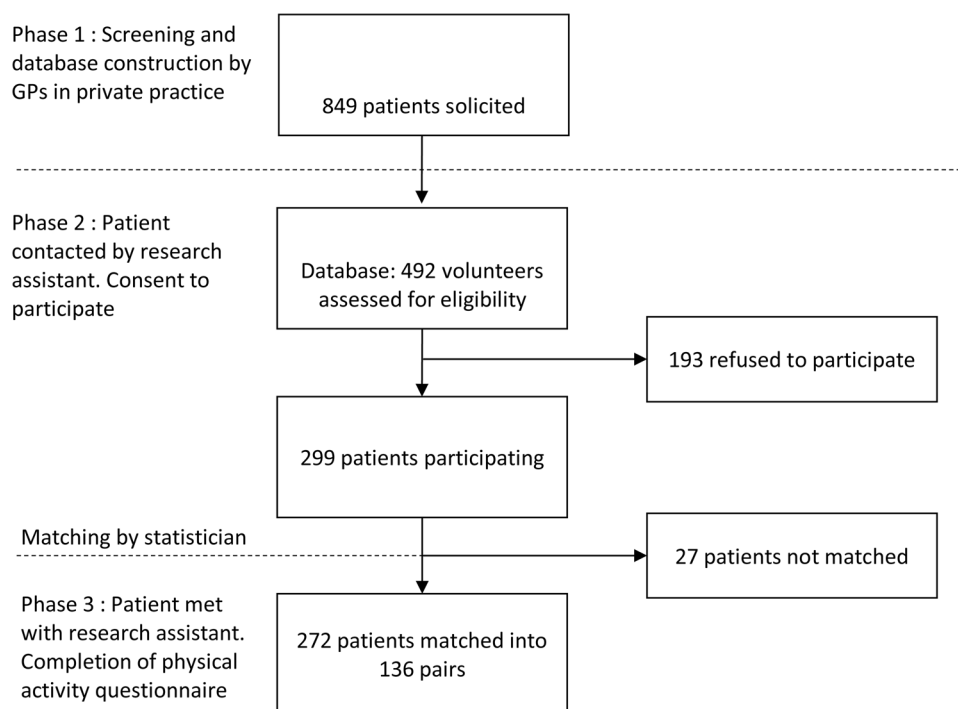 Phase 1 : Screening and
database construction by
GPs in private practice
849 patients solicited
Phase 2 : Patient
contacted by research
assistant. Consent to
participate
Database: 492 volunteers
assessed for eligibility
193 refused to participate
299 patients participating
Matching by statistician
27 patients not matched
Phase 3 : Patient met
with research assistant.
Completion of physical
activity questionnaire
272 patients matched into
136 pairs